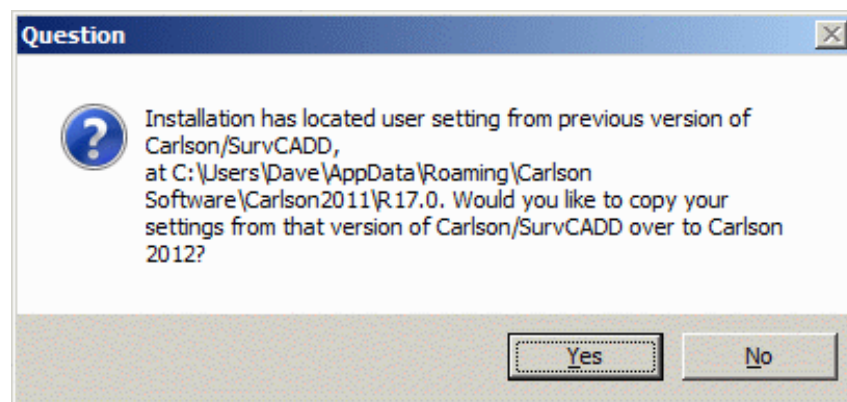 Question
Installation has located user setting from previous version of
Carlson/SurvCADD,
at C:\Users\Dave\AppData\Roaming\Carlson
Software\Carlson2011\R17.0. Would you like to copy your
settings from that version of Carlson/SurvCADD over to Carlson
2012?
Yes
No